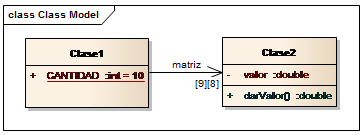 class Class Model
Clase1
+ CANTIDAD :int = 10
matriz
[9][8]
Clase2
- valor :double
+ darValor() :double